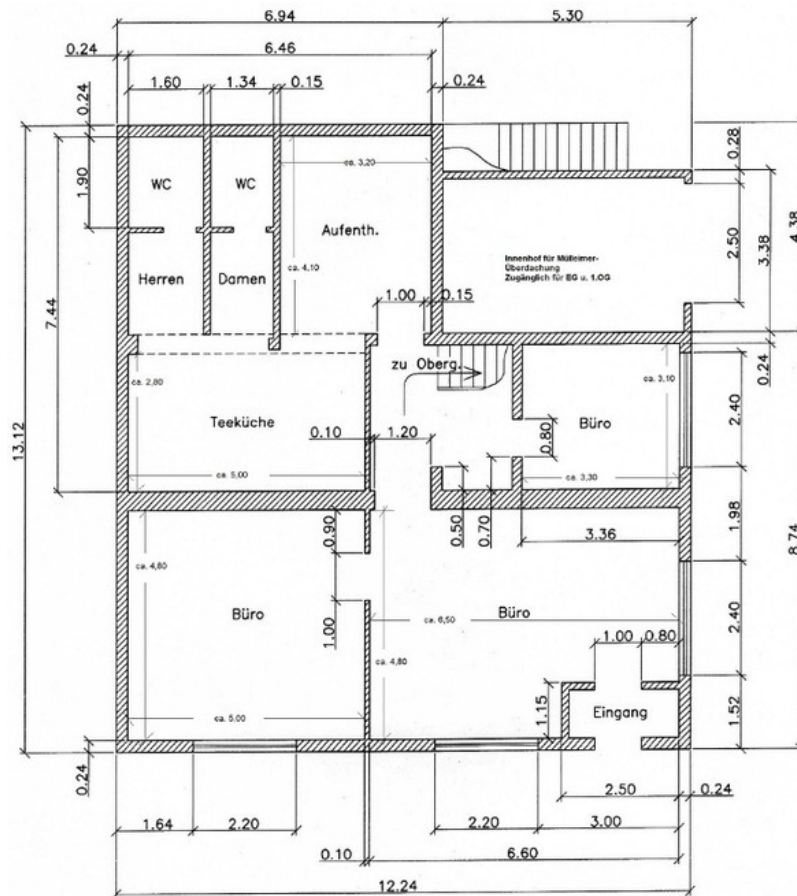 6.94
5.30
0.24
6.46
1.60
1.34
0.15
0.24
0.24
0.28
1.90
WC
WC
ca. 3,20
Aufenth.
2.50
3.38
4.38
Innenhof für Mülleimer-
Überdachung
Zugänglich für EG u. 1.OG
ca. 4,10
Herren
Damen
1.00
0.15
7.44
0.24
zu Oberg.
ca. 2,80
ca. 3,10
2.40
Teeküche
0.10
1.20
0.80
Büro
13.12
ca. 5,00
ca. 3,30
0.50
0.70
1.98
0.90
3.36
8.74
ca. 4,80
Büro
ca. 6,50
Büro
2.40
1.00
ca. 4,80
1.00
0.80
1.15
Eingang
1.52
ca. 5.00
0.24
2.50
0.24
1.64
2.20
2.20
3.00
0.10
6.60
12.24